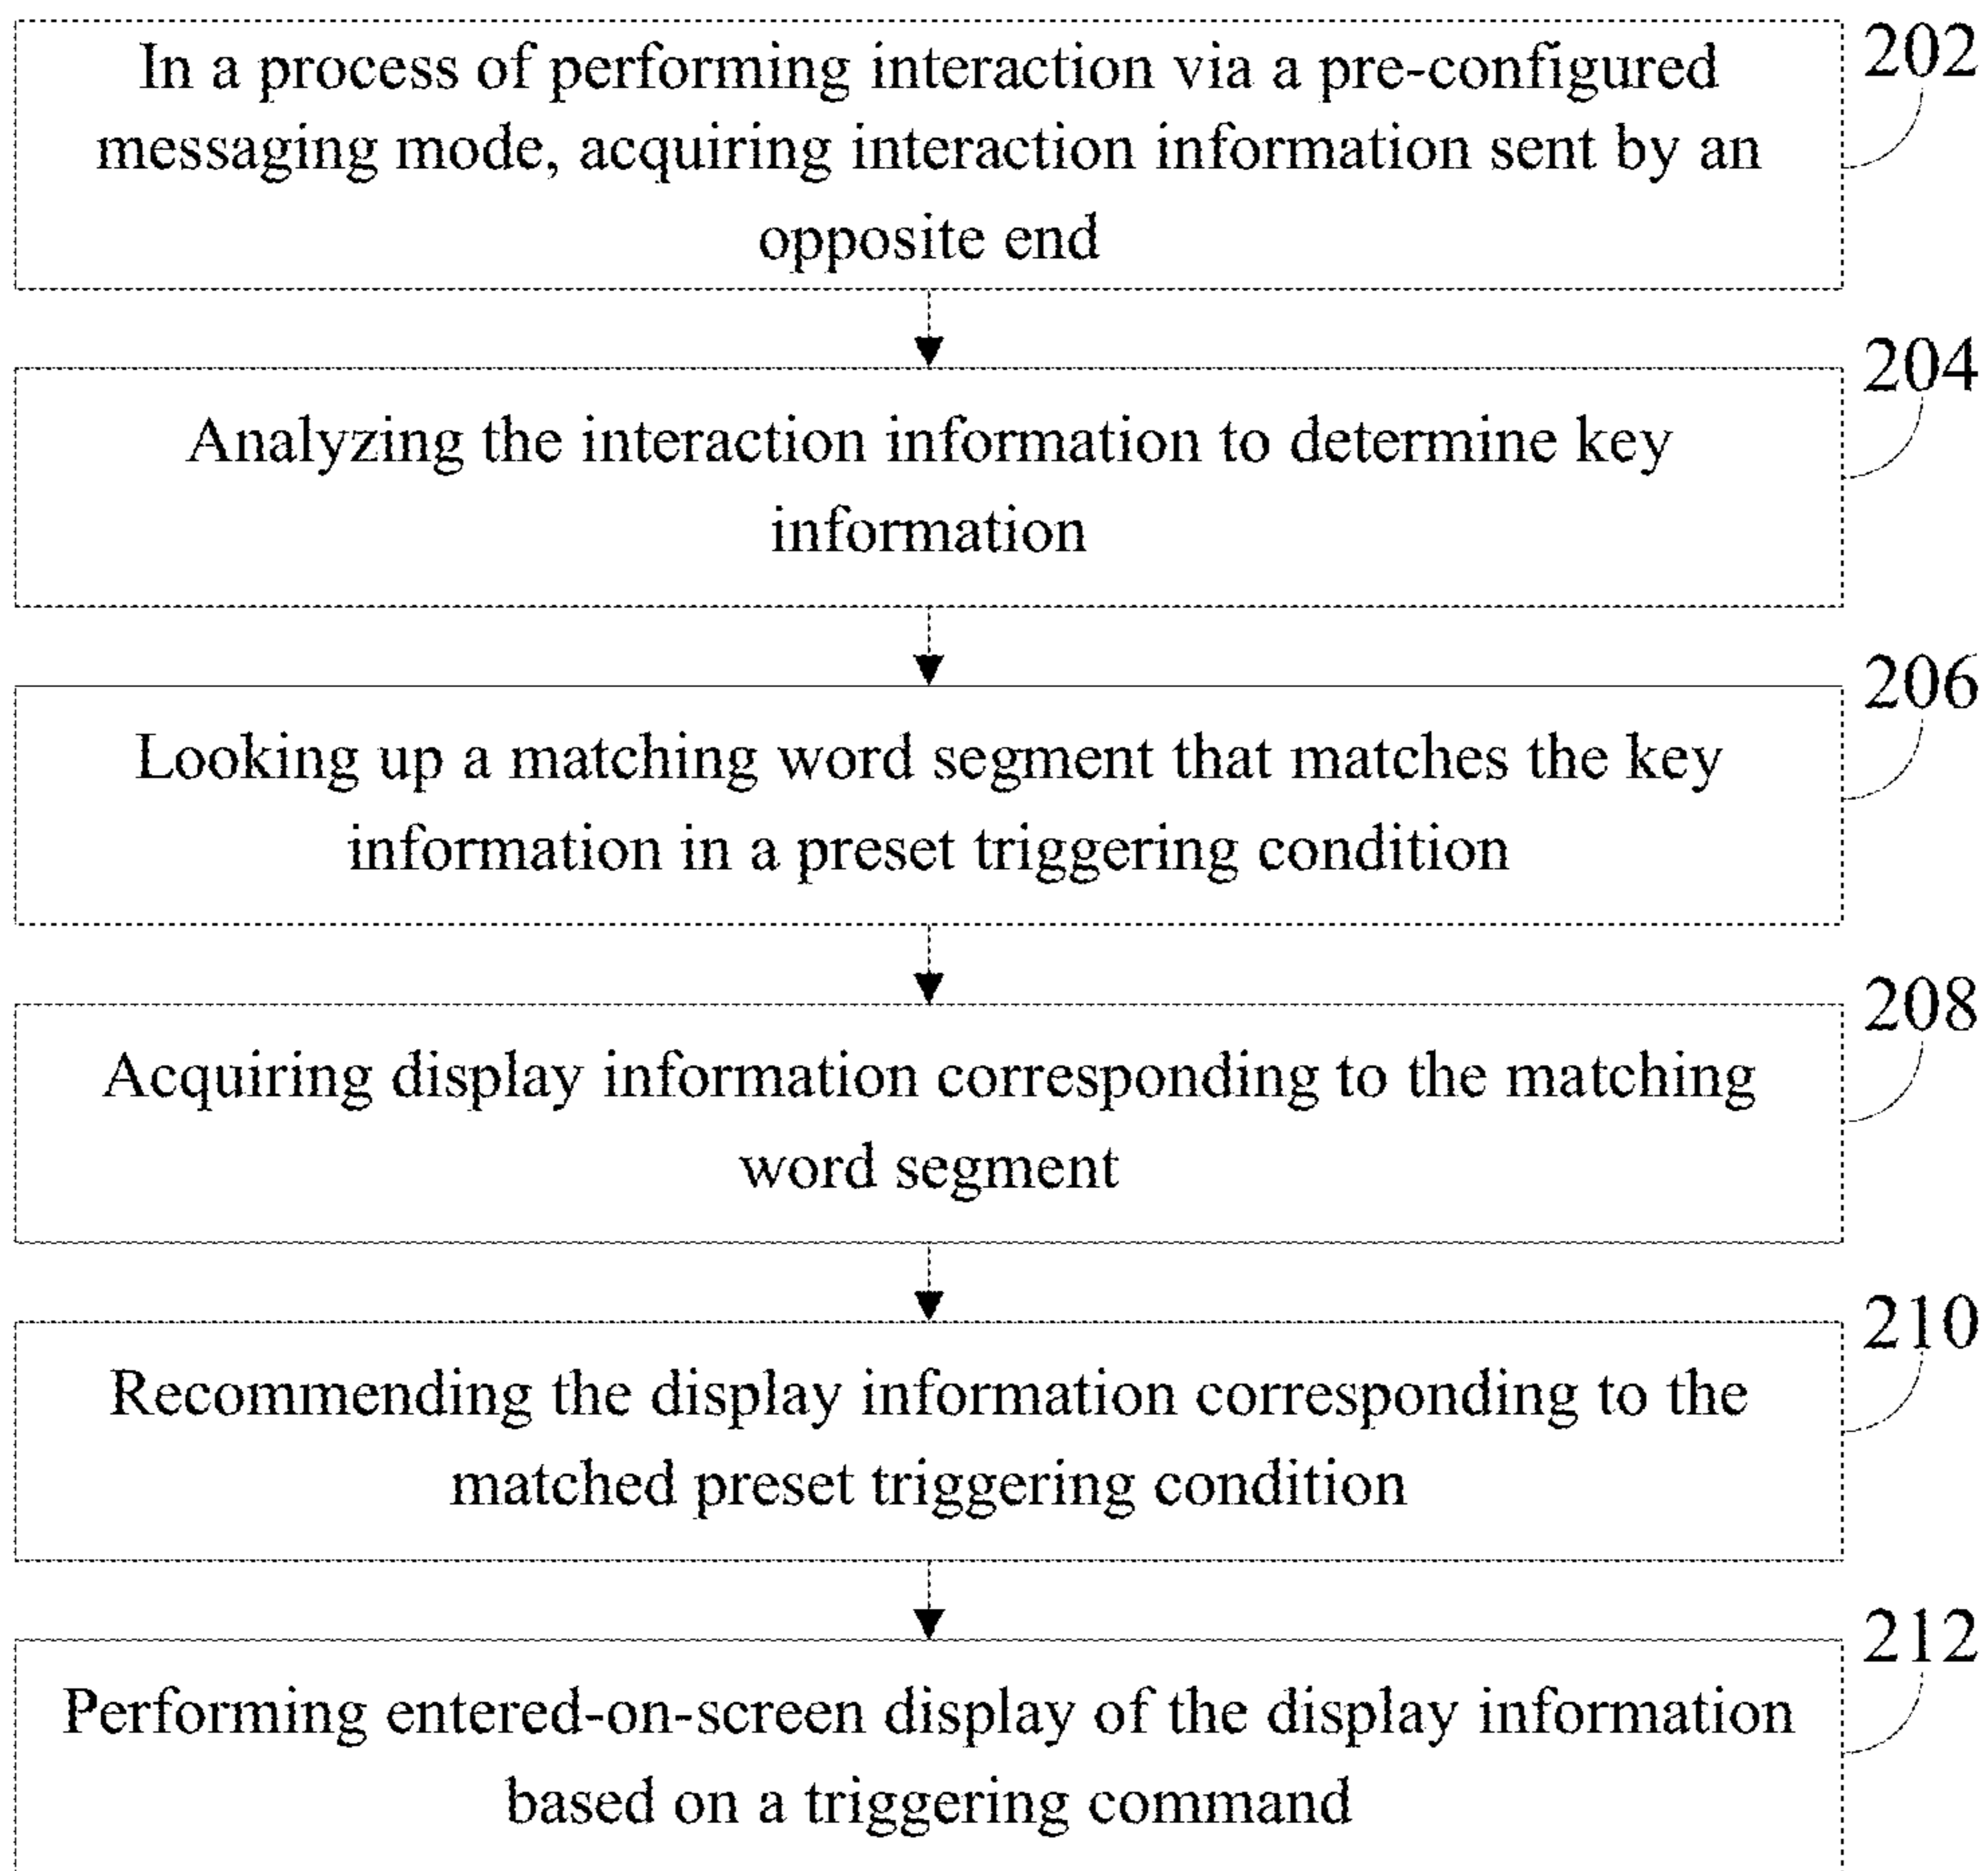 In a process of performing interaction via a pre-configured
messaging mode, acquiring interaction information sent by an
opposite end
202
Analyzing the interaction information to determine key
information
204
Looking up a matching word segment that matches the key
information in a preset triggering condition
206
Acquiring display information corresponding to the matching
word segment
208
Recommending the display information corresponding to the
matched preset triggering condition
210
Performing entered-on-screen display of the display information
based on a triggering command
212